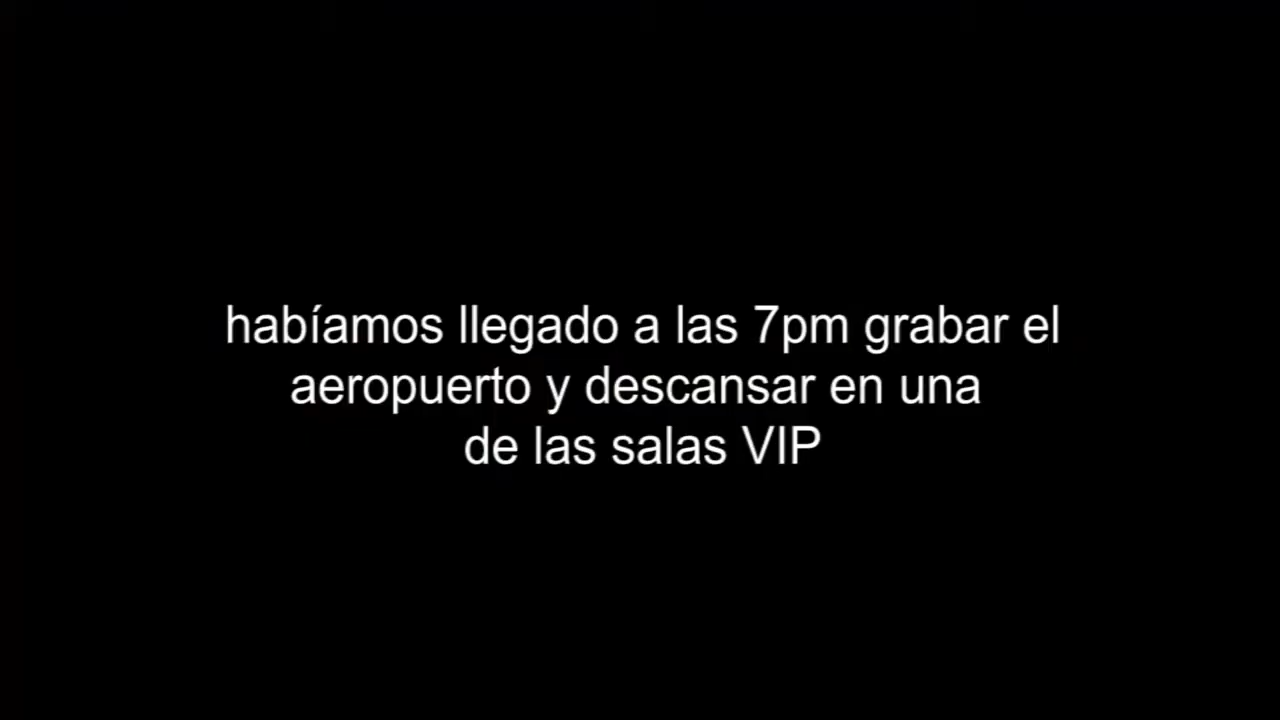 habíamos llegado a las 7pm grabar el
aeropuerto y descansar en una
de las salas VIP